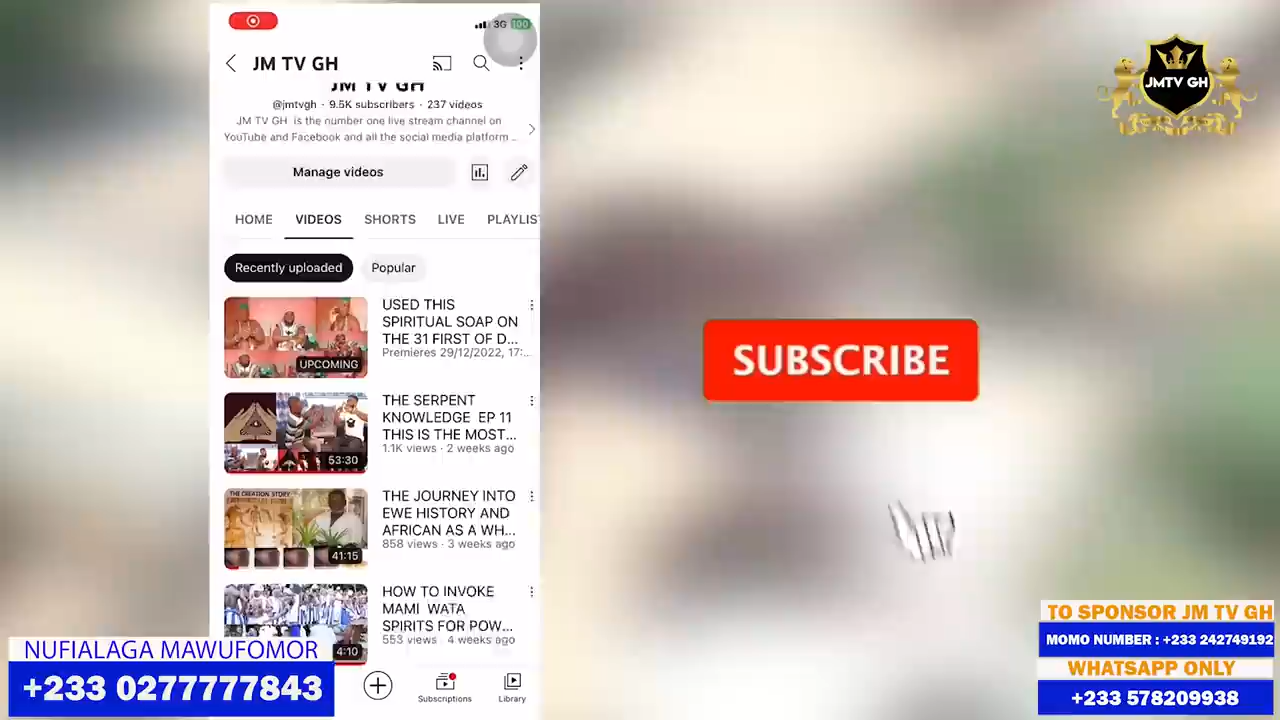 3G 100
JM TV GH
JM TV GH
@jmtvgh · 9.5K subscribers · 237 videos
JM TV GH is the number one live stream channel on
YouTube and Facebook and all the social media platform ...
Manage videos
HOME VIDEOS SHORTS LIVE PLAYLIS
Recently uploaded Popular
USED THIS
SPIRITUAL SOAP ON
THE 31 FIRST OF D...
Premieres 29/12/2022, 17:...
UPCOMING
THE SERPENT
KNOWLEDGE EP 11
THIS IS THE MOST...
1.1K views · 2 weeks ago
53:30
THE CREATION STORY
THE JOURNEY INTO
EWE HISTORY AND
AFRICAN AS A WH...
858 views · 3 weeks ago
41:15
HOW TO INVOKE
MAMI WATA
SPIRITS FOR POW...
553 views · 4 weeks ago
4:10
Subscriptions Library
JMTV GH
SUBSCRIBE
NUFIALAGA MAWUFOMOR
+233 0277777843
TO SPONSOR JM TV GH
MOMO NUMBER : +233 242749192
WHATSAPP ONLY
+233 578209938